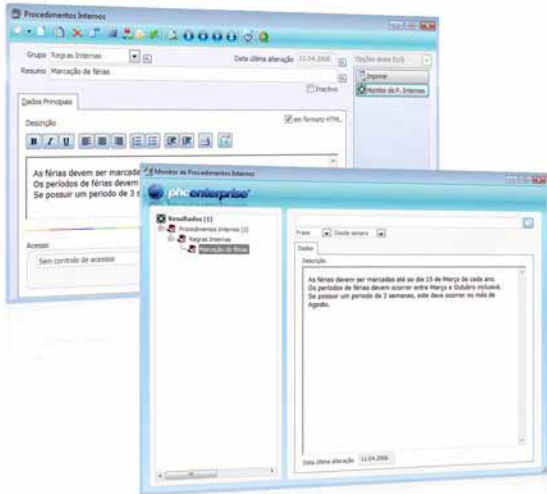 Procedimentos Internos
Grupo Regras Internas
Data última alteração 11.04.2006
Resumo Marcação de férias
Inactivo
Opções deste Ecrã
Imprimir
Monitor de P. Internos
Dados Principais
Descrição
em formato HTML
B I U
As férias devem ser marcada
Os períodos de férias devem
Se possuir um período de 3 s
Acesso
Sem controle de acessos
Monitor de Procedimentos Internos
phcenterprise
Resultados (1)
Procedimentos Internos (1)
Regras Internas
Marcação de férias
Frase Desde sempre
Dados
Descrição
As férias devem ser marcadas até ao dia 15 de Março de cada ano.
Os períodos de férias devem ocorrer entre Março e Outubro inclusivé.
Se possuir um período de 3 semanas, este deve ocorrer no mês de
Agosto.
Data última alteração 11.04.2006